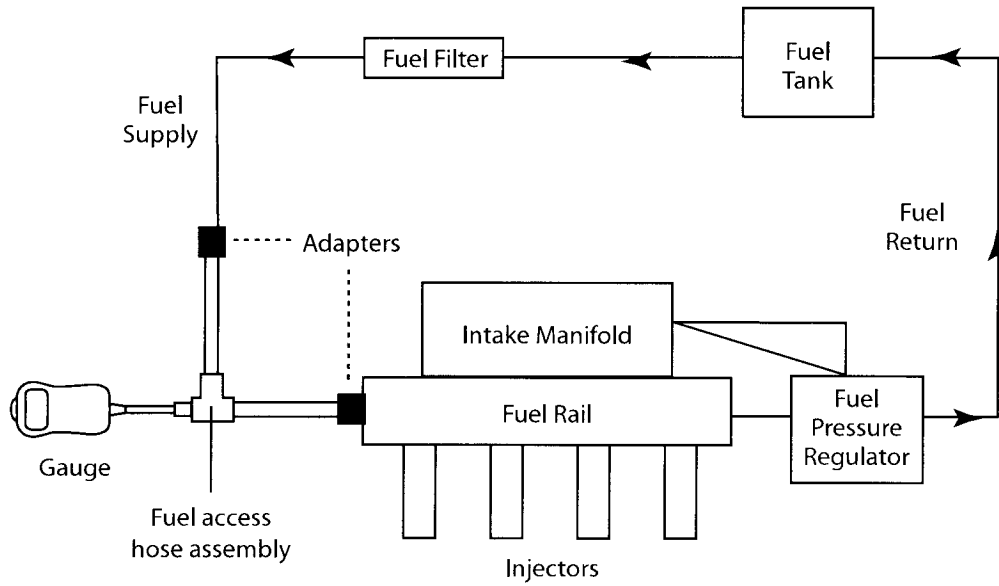 Fuel Filter
Fuel
Tank
Fuel
Supply
Fuel
Return
Adapters
Intake Manifold
Fuel Rail
Fuel
Pressure
Regulator
Gauge
Fuel access
hose assembly
Injectors